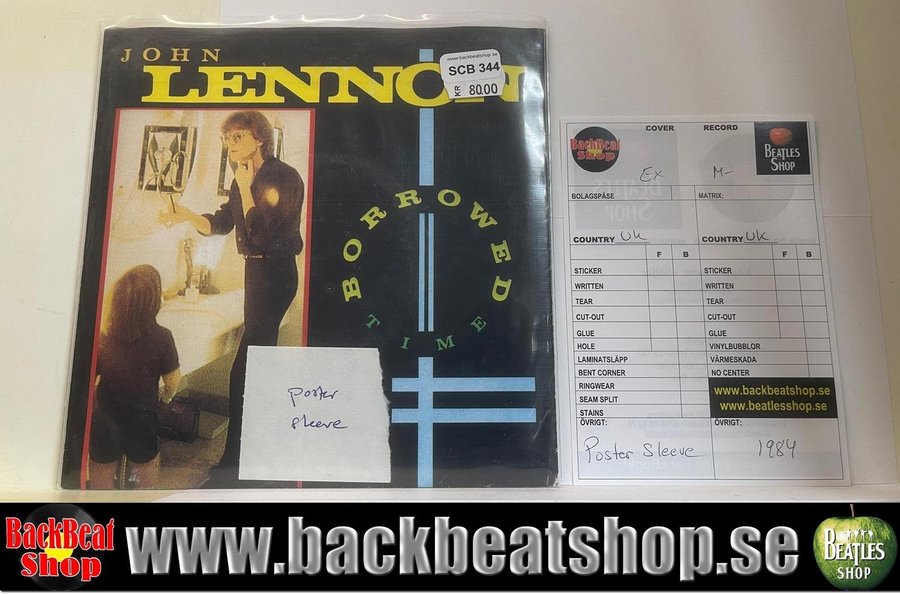 JOHN
LENNON
www.backbeatshop.se
SCB 344
KR 80.00
BORROWED
TIME
poster
sleeve
BackBeat
Shop
COVER RECORD
BEATLES
SHOP
Ex M-
BOLAGSPÅSE MATRIX:
COUNTRY UK COUNTRY UK
F B F B
STICKER STICKER
WRITTEN WRITTEN
TEAR TEAR
CUT-OUT CUT-OUT
GLUE GLUE
HOLE VINYLBUBBLOR
LAMINATSLÄPP VÄRMESKADA
BENT CORNER NO CENTER
RINGWEAR
SEAM SPLIT
STAINS
www.backbeatshop.se
www.beatlesshop.se
ÖVRIGT: ÖVRIGT:
Poster Sleeve 1984
BackBeat
Shop
www.backbeatshop.se
BEATLES
SHOP